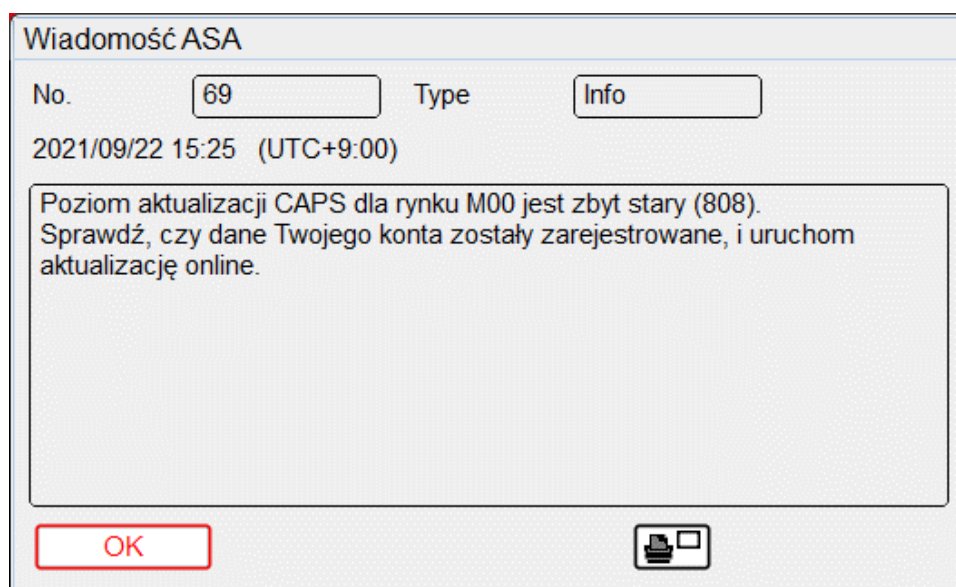 Wiadomość ASA
No. 69 Type Info
2021/09/22 15:25 (UTC+9:00)
Poziom aktualizacji CAPS dla rynku M00 jest zbyt stary (808).
Sprawdź, czy dane Twojego konta zostały zarejestrowane, i uruchom
aktualizację online.
OK